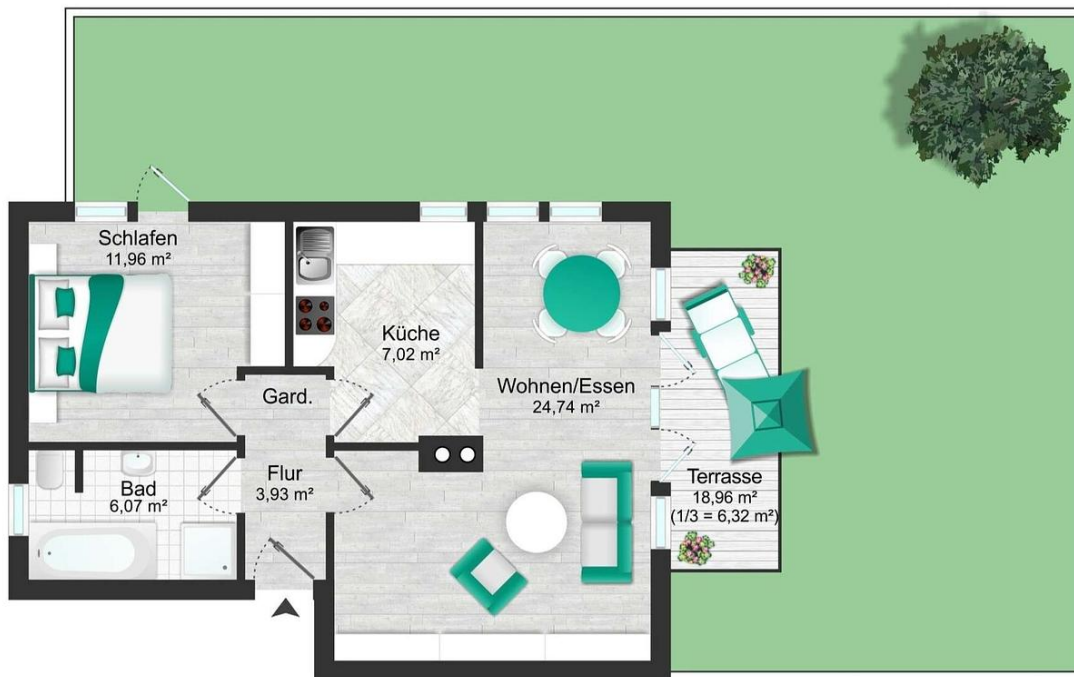 Schlafen
11,96 m²
Küche
7,02 m²
Wohnen/Essen
24,74 m²
Gard.
Flur
3,93 m²
Bad
6,07 m²
Terrasse
18,96 m²
(1/3 = 6,32 m²)